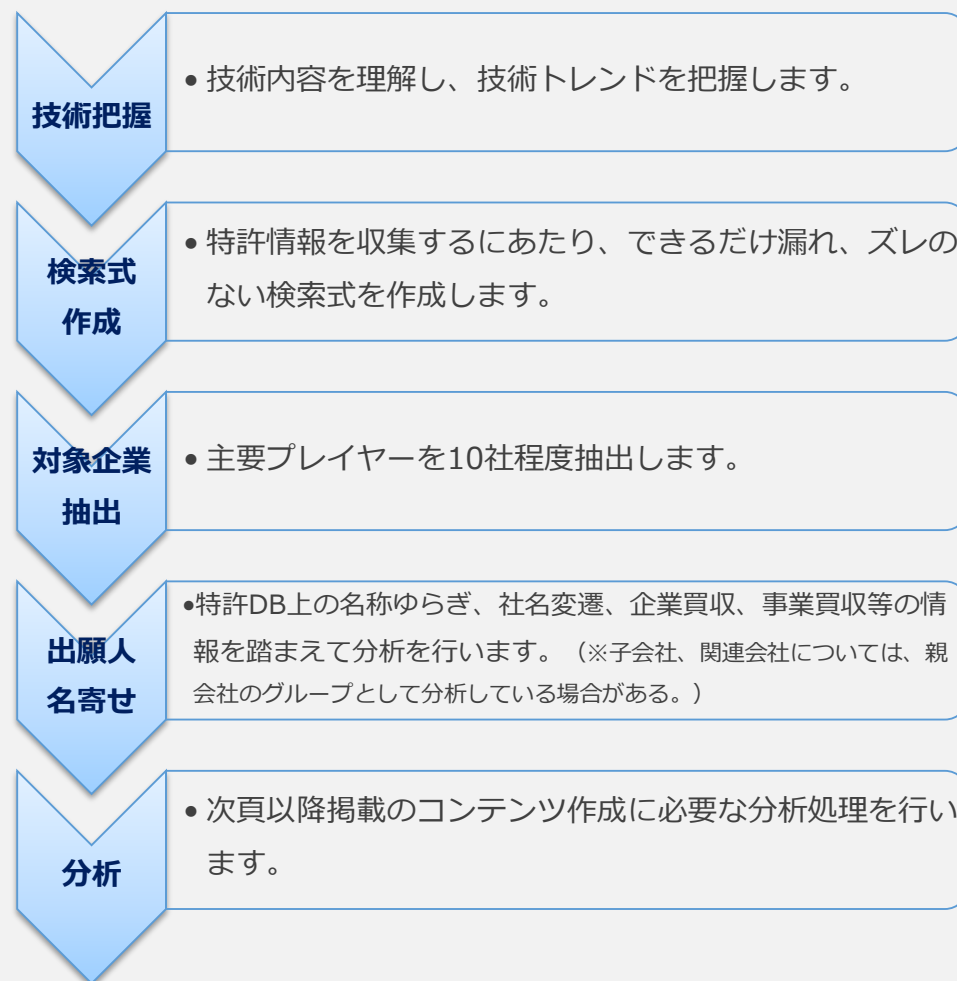 技術把握
• 技術内容を理解し、技術トレンドを把握します。
検索式
作成
• 特許情報を収集するにあたり、できるだけ漏れ、ズレの
ない検索式を作成します。
対象企業
抽出
• 主要プレイヤーを10社程度抽出します。
出願人
名寄せ
•特許DB上の名称ゆらぎ、社名変遷、企業買収、事業買収等の情
報を踏まえて分析を行います。（※子会社、関連会社については、親
会社のグループとして分析している場合がある。）
分析
• 次頁以降掲載のコンテンツ作成に必要な分析処理を行い
ます。